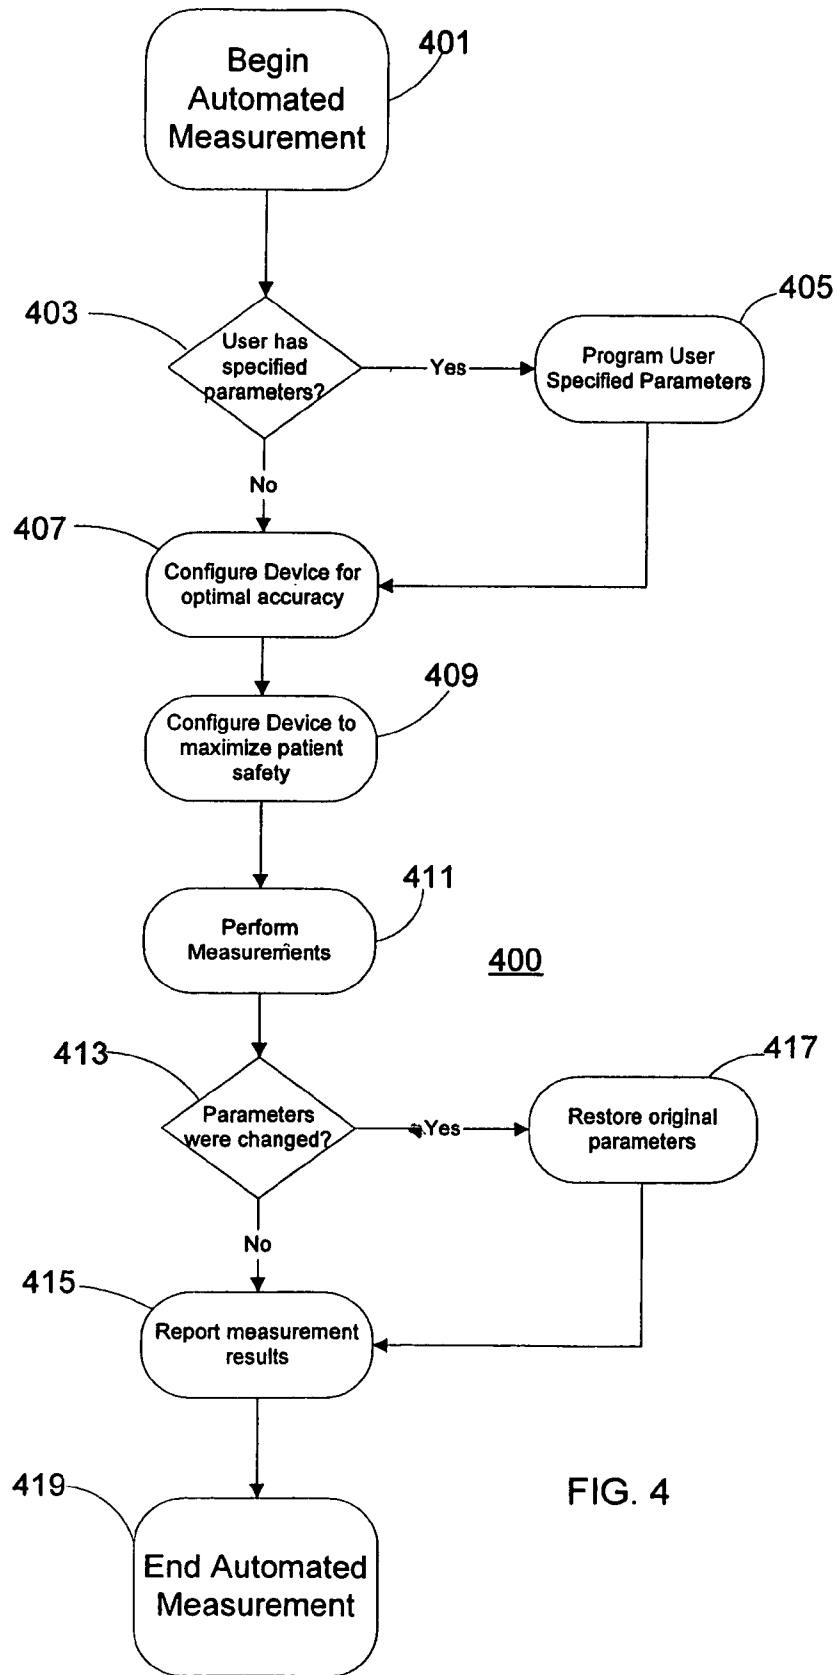 Begin
Automated
Measurement
401
403
User has
specified
parameters?
Yes
405
Program User
Specified Parameters
No
407
Configure Device for
optimal accuracy
409
Configure Device to
maximize patient
safety
411
Perform
Measurements
400
413
Parameters
were changed?
Yes
417
Restore original
parameters
No
415
Report measurement
results
419
End Automated
Measurement
FIG. 4